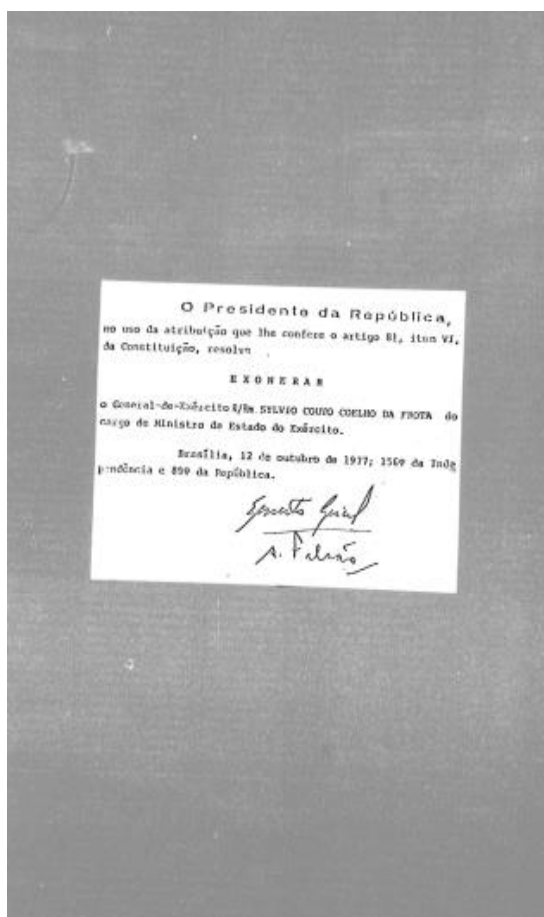 O Presidente da República,
no uso da atribuição que lhe confere o artigo 81, item VI,
da Constituição, resolve
EXONERAR
o General-de-Exército R/Rm SYLVIO COUTO COELHO DA FROTA do
cargo de Ministro de Estado do Exército.
Brasília, 12 de outubro de 1977; 156º da Inde
pendência e 89º da República.
Ernesto Geisel
A. Falcão